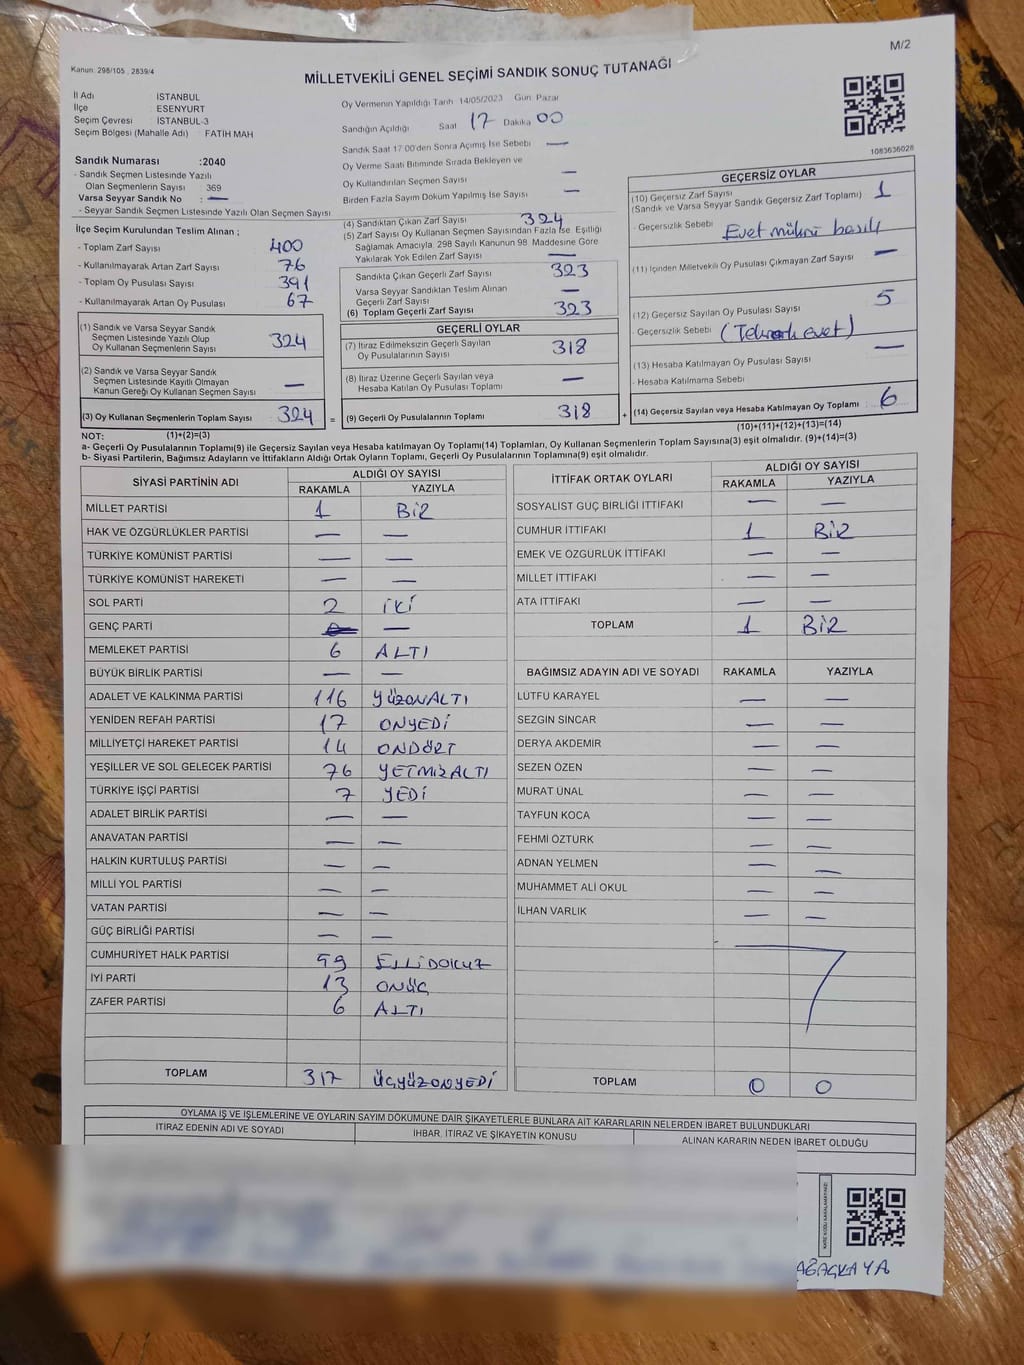 M/2
Kanun: 298/105 , 2839/4
MİLLETVEKİLİ GENEL SEÇİMİ SANDIK SONUÇ TUTANAĞI
İl Adı : İSTANBUL
İlçe : ESENYURT
Seçim Çevresi : İSTANBUL-3
Seçim Bölgesi (Mahalle Adı) : FATİH MAH
Sandık Numarası :2040
- Sandık Seçmen Listesinde Yazılı
Olan Seçmenlerin Sayısı : 369
Varsa Seyyar Sandık No : —
- Seyyar Sandık Seçmen Listesinde Yazılı Olan Seçmen Sayısı
İlçe Seçim Kurulundan Teslim Alınan ;
- Toplam Zarf Sayısı 400
- Kullanılmayarak Artan Zarf Sayısı 76
- Toplam Oy Pusulası 391
- Kullanılmayarak Artan Oy Pusulası 67
Oy Vermenin Yapıldığı Tarih 14/05/2023 Gün: Pazar
Sandığın Açıldığı Saat 17 Dakika 00
Sandık Saat 17:00'den Sonra Açımış İse Sebebi —
Oy Verme Saati Bitiminde Sırada Bekleyen ve
Oy Kullandırılan Seçmen Sayısı —
Birden Fazla Sayım Döküm Yapılmış İse Sayısı —
(4) Sandıktan Çıkan Zarf Sayısı 324
(5) Zarf Sayısı Oy Kullanan Seçmen Sayısından Fazla İse, Eşitliği
Sağlamak Amacıyla, 298 Sayılı Kanunun 98. Maddesine Göre
Yakılarak Yok Edilen Zarf Sayısı —
Sandıkta Çıkan Geçerli Zarf Sayısı 323
Varsa Seyyar Sandıktan Teslim Alınan
Geçerli Zarf Sayısı —
(6) Toplam Geçerli Zarf Sayısı 323
1083636028
GEÇERSİZ OYLAR
(10) Geçersiz Zarf Sayısı 1
(Sandık ve Varsa Seyyar Sandık Geçersiz Zarf Toplamı)
- Geçersizlik Sebebi Evet mührü basılı
(11) İçinden Milletvekili Oy Pusulası Çıkmayan Zarf Sayısı —
(12) Geçersiz Sayılan Oy Pusulası Sayısı 5
- Geçersizlik Sebebi
(13) Hesaba Katılmayan Oy Pusulası Sayısı —
- Hesaba Katılmama Sebebi
(14) Geçersiz Sayılan veya Hesaba Katılmayan Oy Toplamı 6
(10)+(11)+(12)+(13)=(14)
(1) Sandık ve Varsa Seyyar Sandık
Seçmen Listesinde Yazılı Olup
Oy Kullanan Seçmenlerin Sayısı 324
(2) Sandık ve Varsa Seyyar Sandık
Seçmen Listesinde Kayıtlı Olmayan
Kanun Gereği Oy Kullanan Seçmen Sayısı —
(3) Oy Kullanan Seçmenlerin Toplam Sayısı 324 =
GEÇERLİ OYLAR
(7) İtiraz Edilmeksizin Geçerli Sayılan
Oy Pusulalarının Sayısı 318
(8) İtiraz Üzerine Geçerli Sayılan veya
Hesaba Katılan Oy Pusulası Toplamı —
(9) Geçerli Oy Pusulalarının Toplamı 318 +
NOT: (1)+(2)=(3)
a- Geçerli Oy Pusulalarının Toplamı(9) ile Geçersiz Sayılan veya Hesaba katılmayan Oy Toplamı(14) Toplamları, Oy Kullanan Seçmenlerin Toplam Sayısına(3) eşit olmalıdır. (9)+(14)=(3)
b- Siyasi Partilerin, Bağımsız Adayların ve İttifakların Aldığı Ortak Oyların Toplamı, Geçerli Oy Pusulalarının Toplamına(9) eşit olmalıdır.
SİYASİ PARTİNİN ADI ALDIĞI OY SAYISI
RAKAMLA YAZIYLA
MİLLET PARTİSİ 1 BİR
HAK VE ÖZGÜRLÜKLER PARTİSİ — —
TÜRKİYE KOMÜNİST PARTİSİ — —
TÜRKİYE KOMÜNİST HAREKETİ — —
SOL PARTİ 2 İKİ
GENÇ PARTİ —
MEMLEKET PARTİSİ 6 ALTI
BÜYÜK BİRLİK PARTİSİ — —
ADALET VE KALKINMA PARTİSİ 116 YÜZONALTI
YENİDEN REFAH PARTİSİ 17 ONYEDİ
MİLLİYETÇİ HAREKET PARTİSİ 14 ONDÖRT
YEŞİLLER VE SOL GELECEK PARTİSİ 76 YETMİŞALTI
TÜRKİYE İŞÇİ PARTİSİ 7 YEDİ
ADALET BİRLİK PARTİSİ — —
ANAVATAN PARTİSİ — —
HALKIN KURTULUŞ PARTİSİ — —
MİLLİ YOL PARTİSİ — —
VATAN PARTİSİ — —
GÜÇ BİRLİĞİ PARTİSİ — —
CUMHURİYET HALK PARTİSİ 59 ELLİDOKUZ
İYİ PARTİ 13 ONÜÇ
ZAFER PARTİSİ 6 ALTI
TOPLAM 317 ÜÇYÜZONYEDİ
İTTİFAK ORTAK OYLARI ALDIĞI OY SAYISI
RAKAMLA YAZIYLA
SOSYALİST GÜÇ BİRLİĞİ İTTİFAKI — —
CUMHUR İTTİFAKI 1 BİR
EMEK VE ÖZGÜRLÜK İTTİFAKI — —
MİLLET İTTİFAKI — —
ATA İTTİFAKI — —
TOPLAM 1 BİR
BAĞIMSIZ ADAYIN ADI VE SOYADI RAKAMLA YAZIYLA
LÜTFÜ KARAYEL — —
SEZGİN SİNCAR — —
DERYA AKDEMİR — —
SEZEN ÖZEN — —
MURAT ÜNAL — —
TAYFUN KOCA — —
FEHMİ ÖZTÜRK — —
ADNAN YELMEN — —
MUHAMMET ALİ OKUL — —
İLHAN VARLIK — —
TOPLAM 0 0
OYLAMA İŞ VE İŞLEMLERİNE VE OYLARIN SAYIM DÖKÜMÜNE DAİR ŞİKAYETLERLE BUNLARA AİT KARARLARIN NELERDEN İBARET BULUNDUKLARI
İTİRAZ EDENİN ADI VE SOYADI İHBAR, İTİRAZ VE ŞİKAYETİN KONUSU ALINAN KARARIN NEDEN İBARET OLDUĞU
AĞAÇKAYA